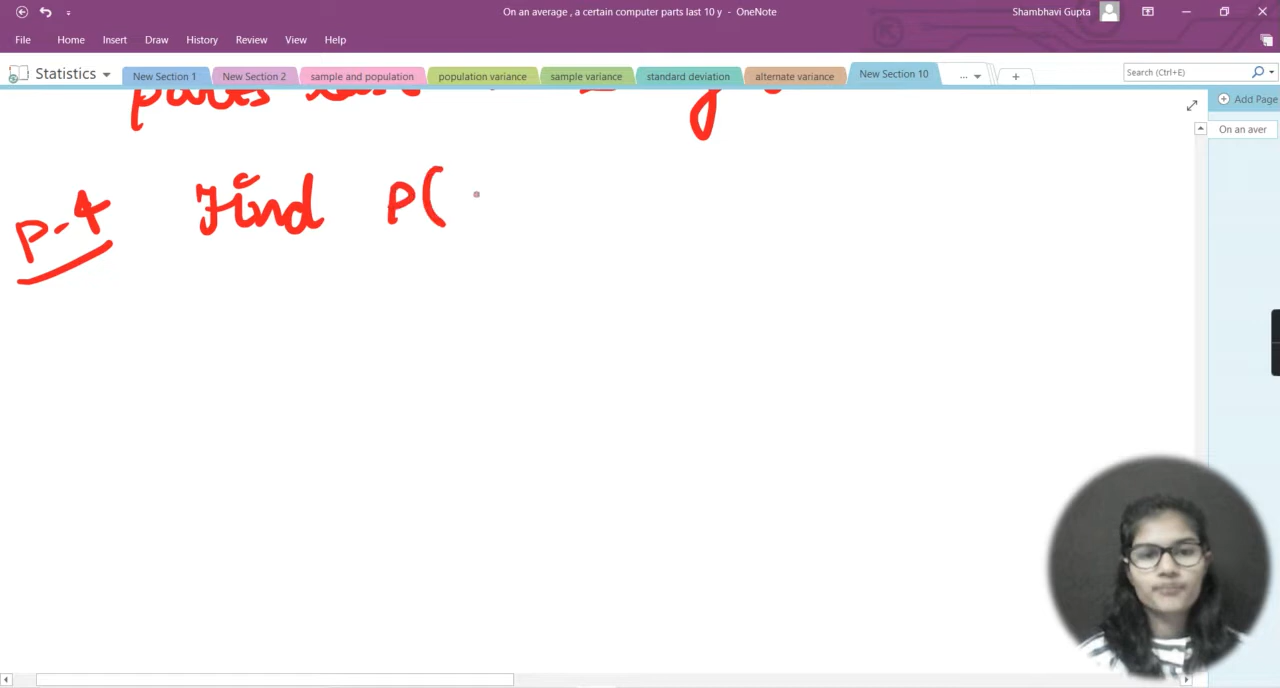 On an average , a certain computer parts last 10 y - OneNote
Shambhavi Gupta
File Home Insert Draw History Review View Help
Statistics
New Section 1 New Section 2 sample and population population variance sample variance standard deviation alternate variance New Section 10 ... +
Search (Ctrl+E)
Add Page
On an aver
parts last
P-4 Find P(